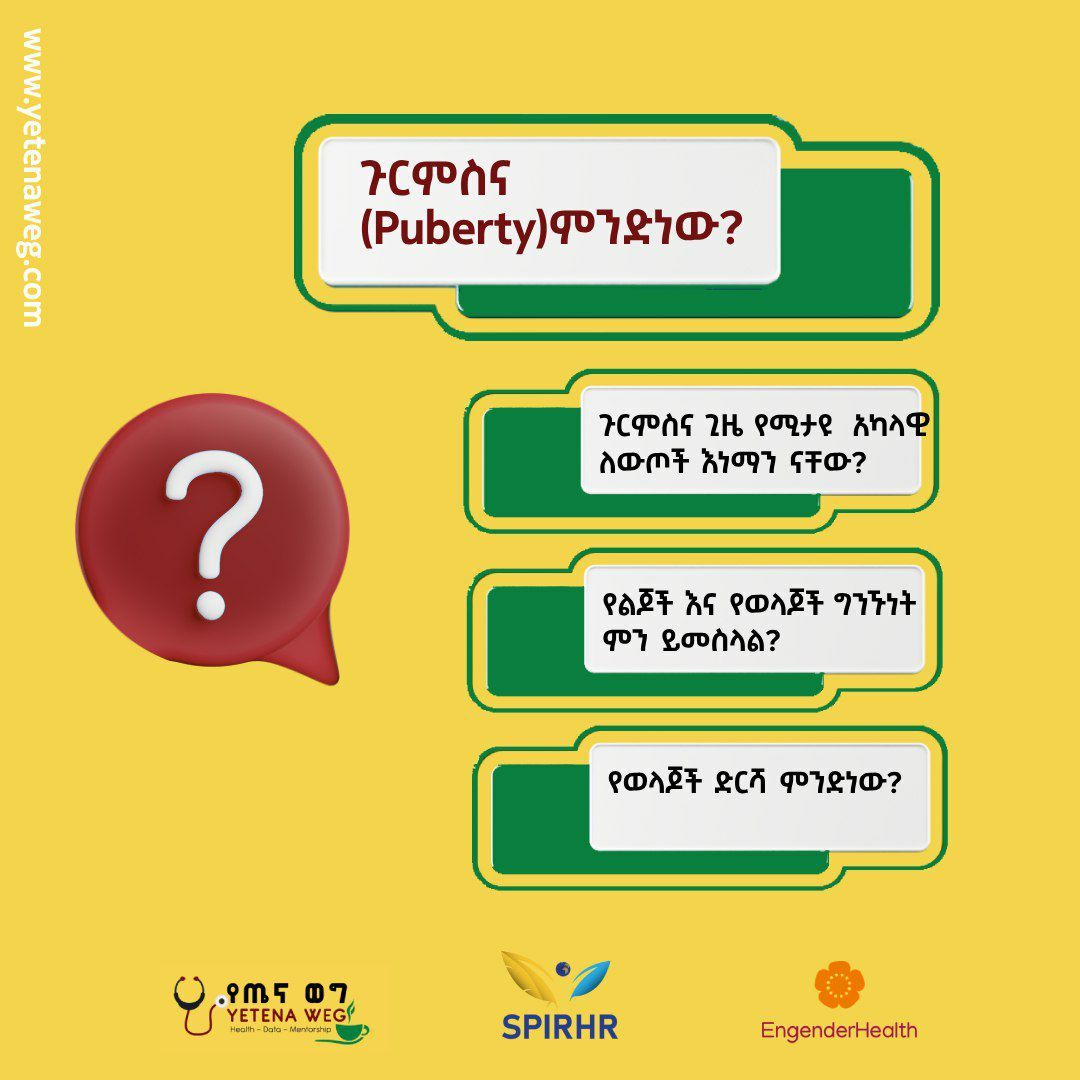 www.yetenaweg.com
ጉርምስና
(Puberty)ምንድነው?
ጉርምስና ጊዜ የሚታዩ አካላዊ
ለውጦች እነማን ናቸው?
የልጆች እና የወላጆች ግንኙነት
ምን ይመስላል?
የወላጆች ድርሻ ምንድነው?
የጤና ወግ
YETENA WEG
Health - Data - Mentorship
SPIRHR
EngenderHealth